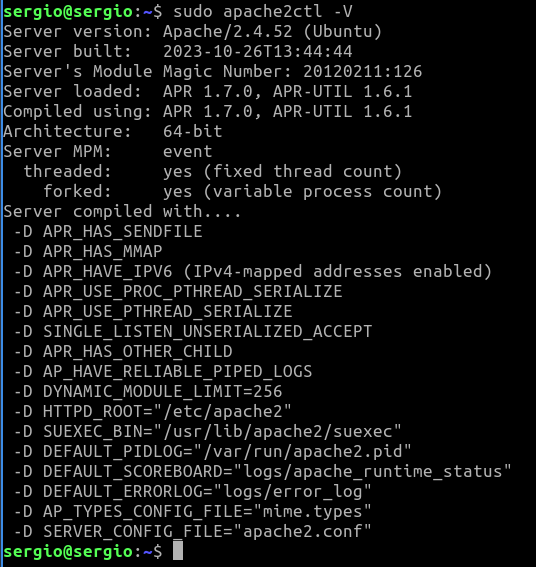 sergio@sergio:~$ sudo apache2ctl -V
Server version: Apache/2.4.52 (Ubuntu)
Server built:   2023-10-26T13:44:44
Server's Module Magic Number: 20120211:126
Server loaded:  APR 1.7.0, APR-UTIL 1.6.1
Compiled using: APR 1.7.0, APR-UTIL 1.6.1
Architecture:   64-bit
Server MPM:     event
  threaded:     yes (fixed thread count)
    forked:     yes (variable process count)
Server compiled with....
 -D APR_HAS_SENDFILE
 -D APR_HAS_MMAP
 -D APR_HAVE_IPV6 (IPv4-mapped addresses enabled)
 -D APR_USE_PROC_PTHREAD_SERIALIZE
 -D APR_USE_PTHREAD_SERIALIZE
 -D SINGLE_LISTEN_UNSERIALIZED_ACCEPT
 -D APR_HAS_OTHER_CHILD
 -D AP_HAVE_RELIABLE_PIPED_LOGS
 -D DYNAMIC_MODULE_LIMIT=256
 -D HTTPD_ROOT="/etc/apache2"
 -D SUEXEC_BIN="/usr/lib/apache2/suexec"
 -D DEFAULT_PIDLOG="/var/run/apache2.pid"
 -D DEFAULT_SCOREBOARD="logs/apache_runtime_status"
 -D DEFAULT_ERRORLOG="logs/error_log"
 -D AP_TYPES_CONFIG_FILE="mime.types"
 -D SERVER_CONFIG_FILE="apache2.conf"
sergio@sergio:~$